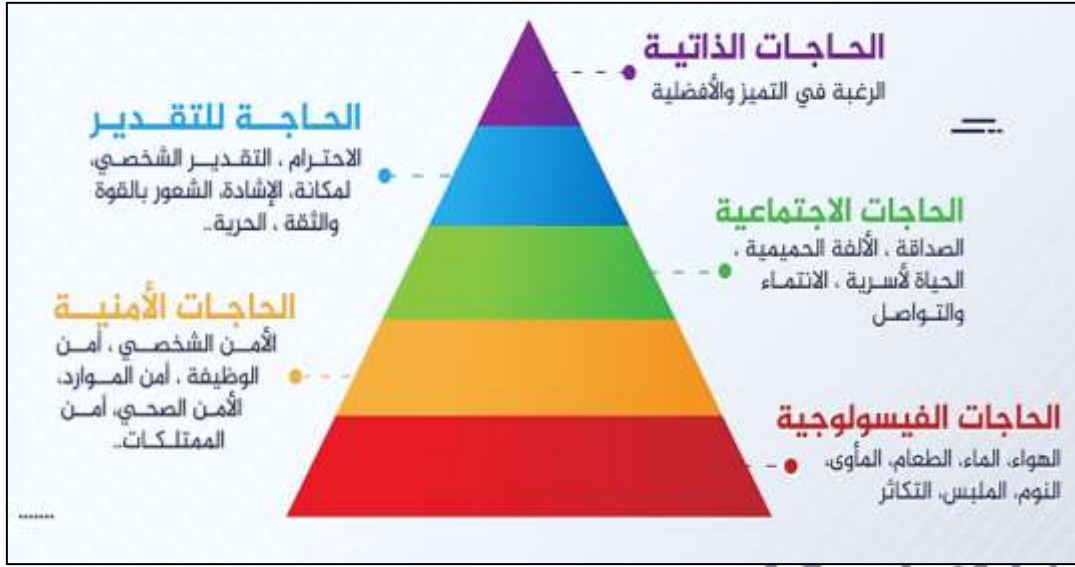 الحاجات الذاتية
الرغبة في التميز والأفضلية
الحاجة للتقدير
الاحترام ، التقدير الشخصي،
لمكانة، الإشادة، الشعور بالقوة
والثقة ، الحرية..
الحاجات الاجتماعية
الصداقة ، الألفة الحميمية ،
الحياة لأسرية ، الانتماء
والتواصل
الحاجات الأمنية
الأمن الشخصي ، أمن
الوظيفة ، أمن الموارد،
الأمن الصحي، أمن
الممتلكات..
الحاجات الفيسولوجية
الهواء، الماء، الطعام، المأوى،
النوم، الملبس، التكاثر